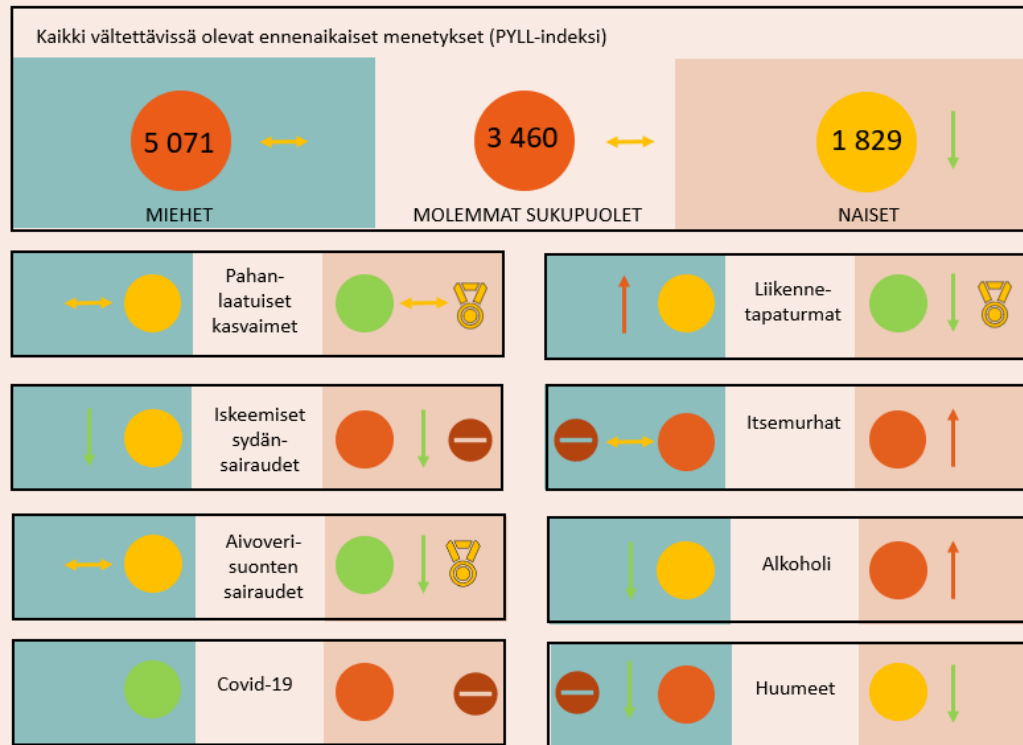 Kaikki vältettävissä olevat ennenaikaiset menetykset (PYLL-indeksi)
5 071
3 460
1 829
MIEHET
MOLEMMAT SUKUPUOLET
NAISET
Pahan-
laatuiset
kasvaimet
Liikenne-
tapaturmat
Iskeemiset
sydän-
sairaudet
Itsemurhat
Aivoveri-
suonten
sairaudet
Alkoholi
Covid-19
Huumeet